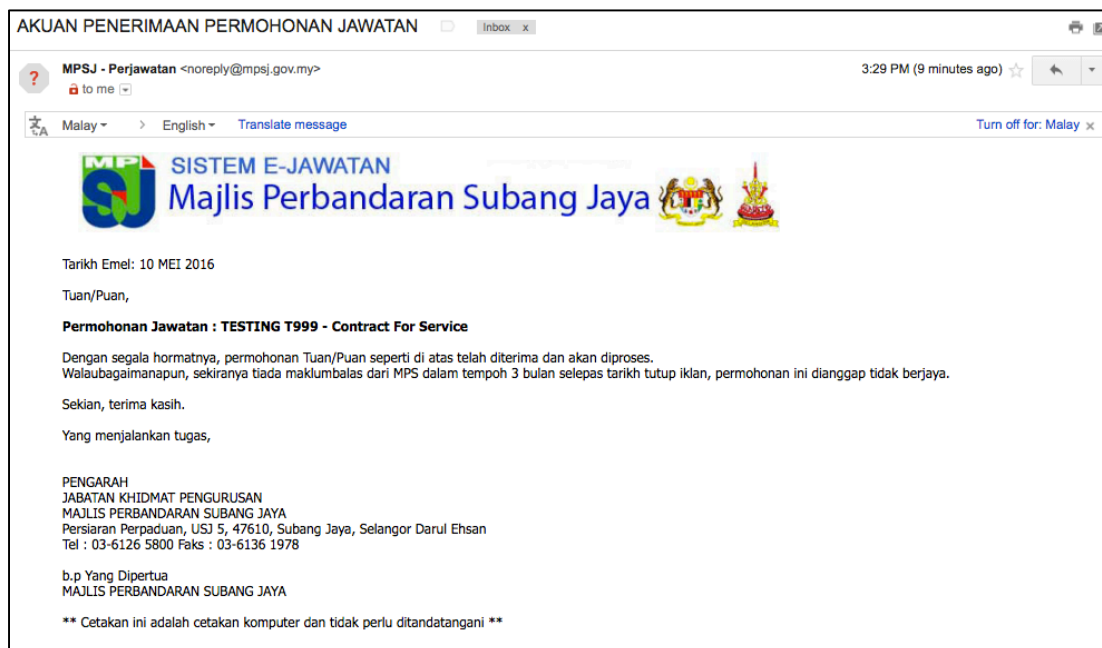 AKUAN PENERIMAAN PERMOHONAN JAWATAN Inbox x
MPSJ - Perjawatan <noreply@mpsj.gov.my> 3:29 PM (9 minutes ago)
to me
Malay > English Translate message Turn off for: Malay x
MP SJ
SISTEM E-JAWATAN
Majlis Perbandaran Subang Jaya
Tarikh Emel: 10 MEI 2016
Tuan/Puan,
Permohonan Jawatan : TESTING T999 - Contract For Service
Dengan segala hormatnya, permohonan Tuan/Puan seperti di atas telah diterima dan akan diproses.
Walaubagaimanapun, sekiranya tiada maklumbalas dari MPS dalam tempoh 3 bulan selepas tarikh tutup iklan, permohonan ini dianggap tidak berjaya.
Sekian, terima kasih.
Yang menjalankan tugas,
PENGARAH
JABATAN KHIDMAT PENGURUSAN
MAJLIS PERBANDARAN SUBANG JAYA
Persiaran Perpaduan, USJ 5, 47610, Subang Jaya, Selangor Darul Ehsan
Tel : 03-6126 5800 Faks : 03-6136 1978
b.p Yang Dipertua
MAJLIS PERBANDARAN SUBANG JAYA
** Cetakan ini adalah cetakan komputer dan tidak perlu ditandatangani **